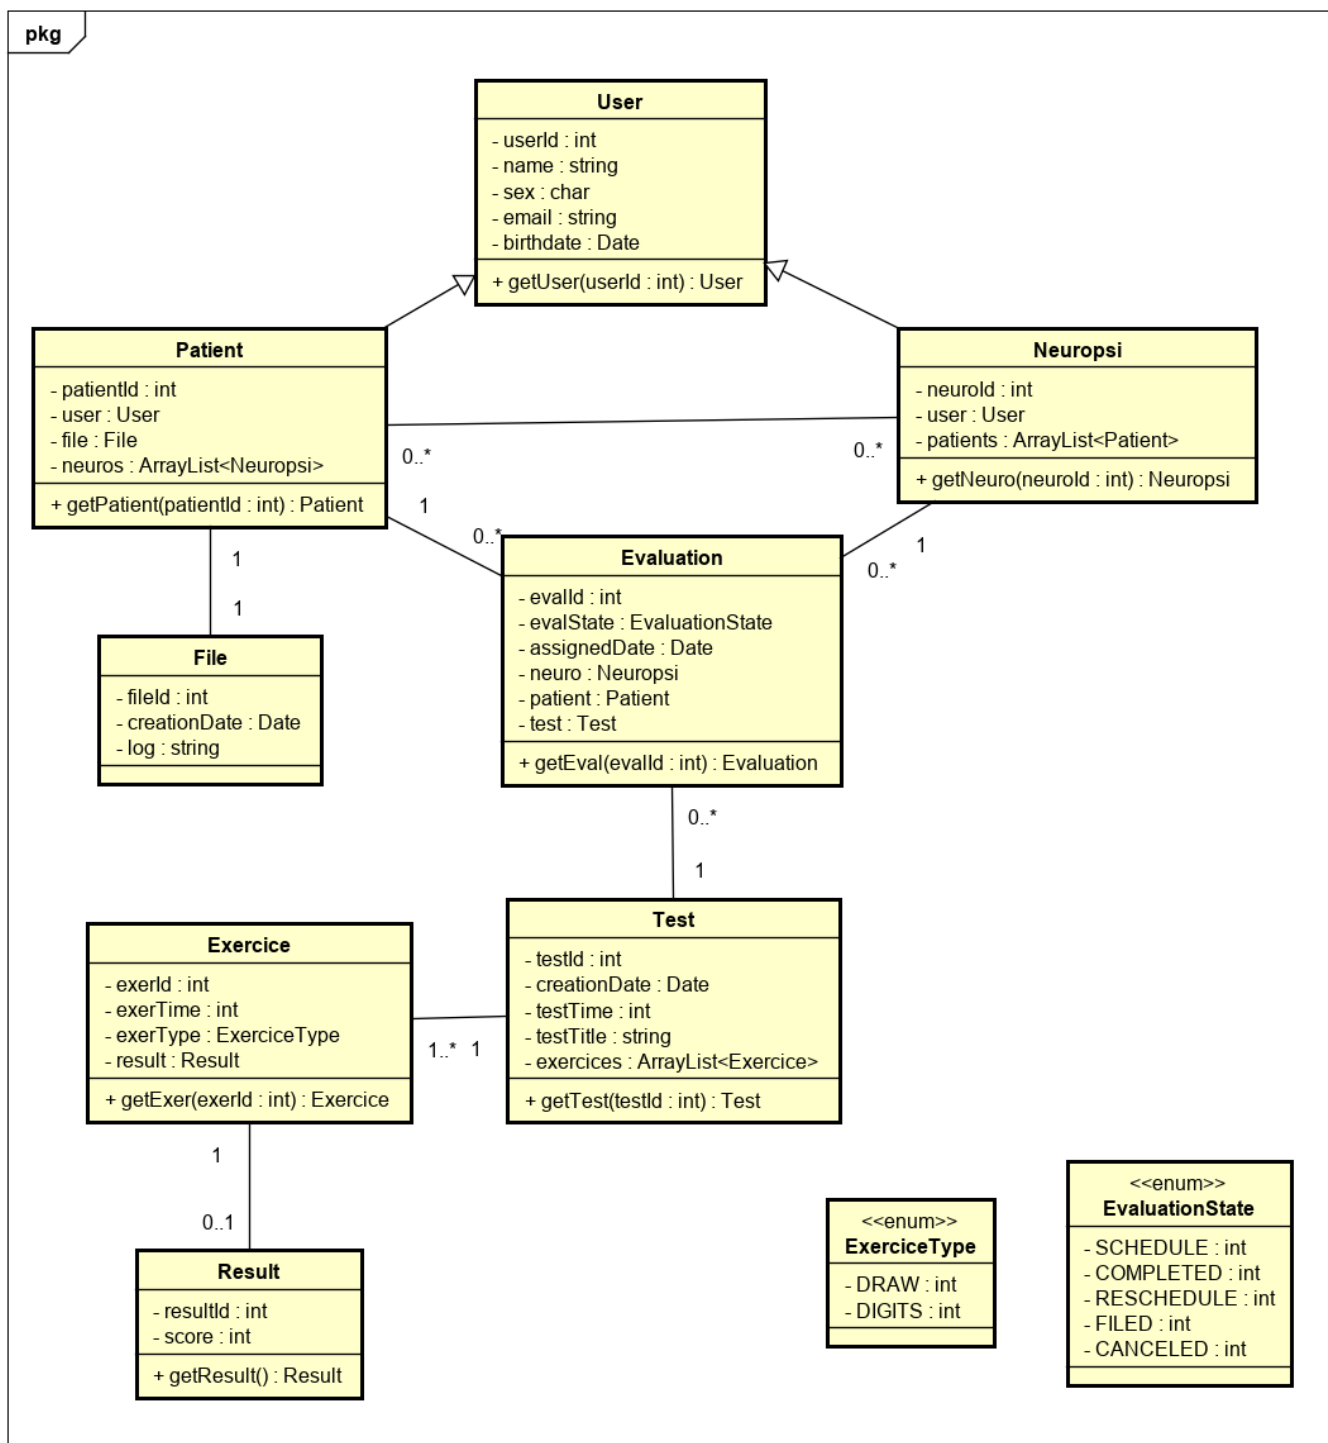 pkg
User
- userId : int
- name : string
- sex : char
- email : string
- birthdate : Date
+ getUser(userId : int) : User
Patient
- patientId : int
- user : User
- file : File
- neuros : ArrayList<Neuropsi>
+ getPatient(patientId : int) : Patient
Neuropsi
- neuroId : int
- user : User
- patients : ArrayList<Patient>
+ getNeuro(neuroId : int) : Neuropsi
0..*
0..*
1
0..*
1
0..*
1
1
Evaluation
- evalId : int
- evalState : EvaluationState
- assignedDate : Date
- neuro : Neuropsi
- patient : Patient
- test : Test
+ getEval(evalId : int) : Evaluation
File
- fileId : int
- creationDate : Date
- log : string
0..*
1
Exercice
- exerId : int
- exerTime : int
- exerType : ExerciceType
- result : Result
+ getExer(exerId : int) : Exercice
1..*
1
Test
- testId : int
- creationDate : Date
- testTime : int
- testTitle : string
- exercices : ArrayList<Exercice>
+ getTest(testId : int) : Test
1
0..1
Result
- resultId : int
- score : int
+ getResult() : Result
<<enum>>
ExerciceType
- DRAW : int
- DIGITS : int
<<enum>>
EvaluationState
- SCHEDULE : int
- COMPLETED : int
- RESCHEDULE : int
- FILED : int
- CANCELED : int